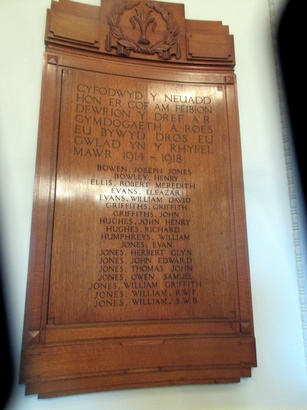 CYFODWYD Y NEUADD
HON ER COF AM FEIBION
DEWRION Y DREF A'R
GYMDOGAETH A ROES
EU BYWYD DROS EU
GWLAD YN Y RHYFEL
MAWR 1914-1918
BOWEN, JOSEPH JONES
BOWLEY, HENRY
ELLIS, ROBERT MEREDITH
EVANS, ELEAZAR
EVANS, WILLIAM DAVID
GRIFFITHS, GRIFFITH
GRIFFITHS, JOHN
HUGHES, JOHN HENRY
HUGHES, RICHARD
HUMPHREYS, WILLIAM
JONES, EVAN
JONES, HERBERT GLYN
JONES, JOHN EDWARD
JONES, THOMAS JOHN
JONES, OWEN SAMUEL
JONES, WILLIAM GRIFFITH
JONES, WILLIAM, R.W.F.
JONES, WILLIAM, S.W.B.